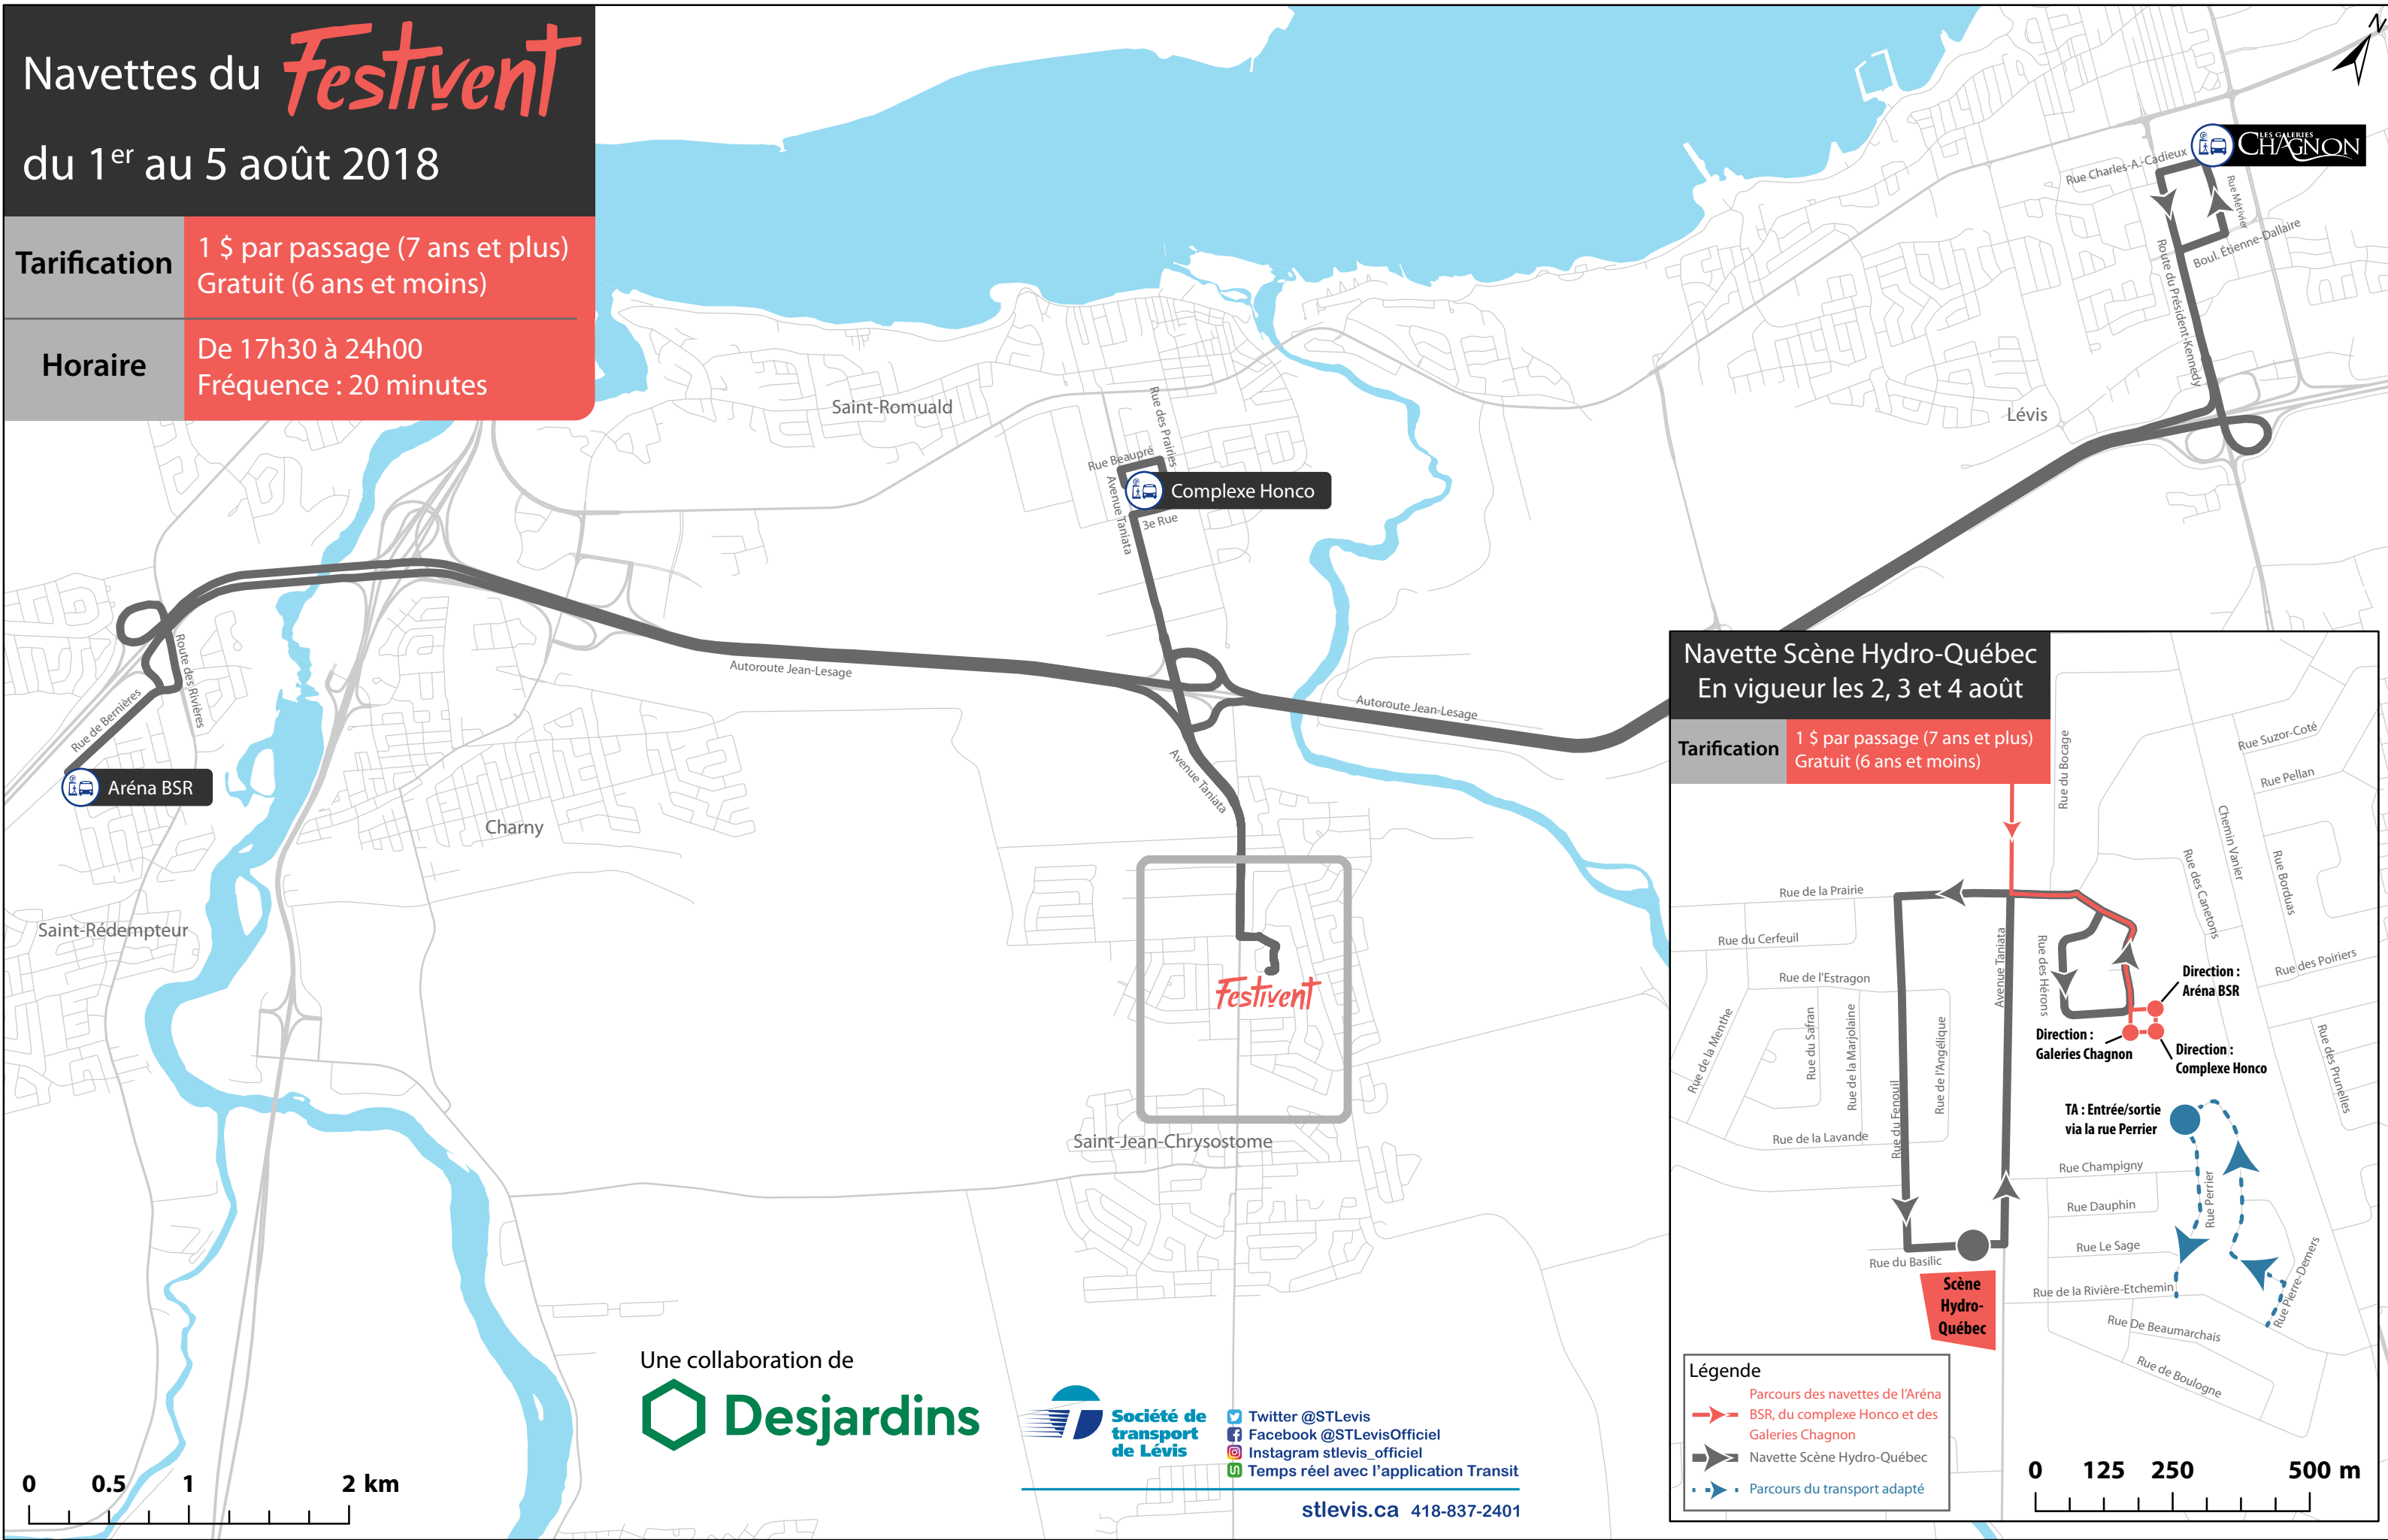 Navettes du Festivent
du 1er au 5 août 2018
Tarification
1 $ par passage (7 ans et plus)
Gratuit (6 ans et moins)
Horaire
De 17h30 à 24h00
Fréquence : 20 minutes
N
LES GALERIES
CHAGNON
Rue Charles-A.-Cadieux
Rue Métivier
Boul. Étienne-Dallaire
Route du Président-Kennedy
Lévis
Saint-Romuald
Rue des Prairies
Rue Beaupré
Complexe Honco
Avenue Taniata
3e Rue
Route des Rivières
Rue de Bernières
Aréna BSR
Autoroute Jean-Lesage
Autoroute Jean-Lesage
Avenue Taniata
Charny
Saint-Rédempteur
Festivent
Saint-Jean-Chrysostome
Navette Scène Hydro-Québec
En vigueur les 2, 3 et 4 août
Tarification
1 $ par passage (7 ans et plus)
Gratuit (6 ans et moins)
Rue du Bocage
Rue Suzor-Coté
Rue Pellan
Chemin Vanier
Rue Borduas
Rue des Canetons
Rue de la Prairie
Rue du Cerfeuil
Rue de l'Estragon
Avenue Taniata
Rue des Hérons
Rue des Poiriers
Direction :
Aréna BSR
Direction :
Galeries Chagnon
Direction :
Complexe Honco
Rue de la Menthe
Rue du Safran
Rue de la Marjolaine
Rue du Fenouil
Rue de l'Angélique
Rue des Prunelles
Rue de la Lavande
TA : Entrée/sortie
via la rue Perrier
Rue Champigny
Rue Perrier
Rue Dauphin
Rue Le Sage
Rue du Basilic
Rue de la Rivière-Etchemin
Rue Pierre-Demers
Rue De Beaumarchais
Rue de Boulogne
Scène
Hydro-
Québec
Légende
Parcours des navettes de l'Aréna
BSR, du complexe Honco et des
Galeries Chagnon
Navette Scène Hydro-Québec
Parcours du transport adapté
0 125 250 500 m
Une collaboration de
Desjardins
Société de
transport
de Lévis
Twitter @STLevis
Facebook @STLevisOfficiel
Instagram stlevis_officiel
Temps réel avec l'application Transit
stlevis.ca 418-837-2401
0 0.5 1 2 km